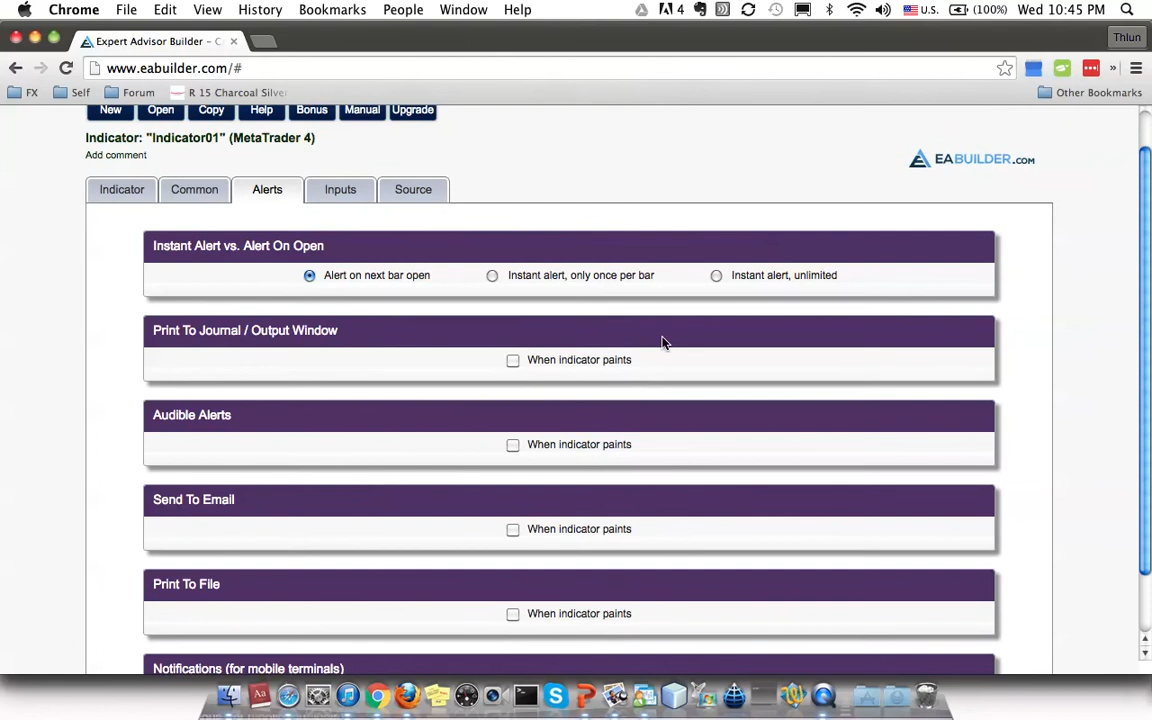 Chrome File Edit View History Bookmarks People Window Help 4 U.S. (100%) Wed 10:45 PM
Expert Advisor Builder – C Thlun
www.eabuilder.com/#
FX Self Forum R 15 Charcoal Silver » Other Bookmarks
New Open Copy Help Bonus Manual Upgrade
Indicator: "Indicator01" (MetaTrader 4)
Add comment
EABUILDER.COM
Indicator Common Alerts Inputs Source
Instant Alert vs. Alert On Open
Alert on next bar open Instant alert, only once per bar Instant alert, unlimited
Print To Journal / Output Window
When indicator paints
Audible Alerts
When indicator paints
Send To Email
When indicator paints
Print To File
When indicator paints
Notifications (for mobile terminals)